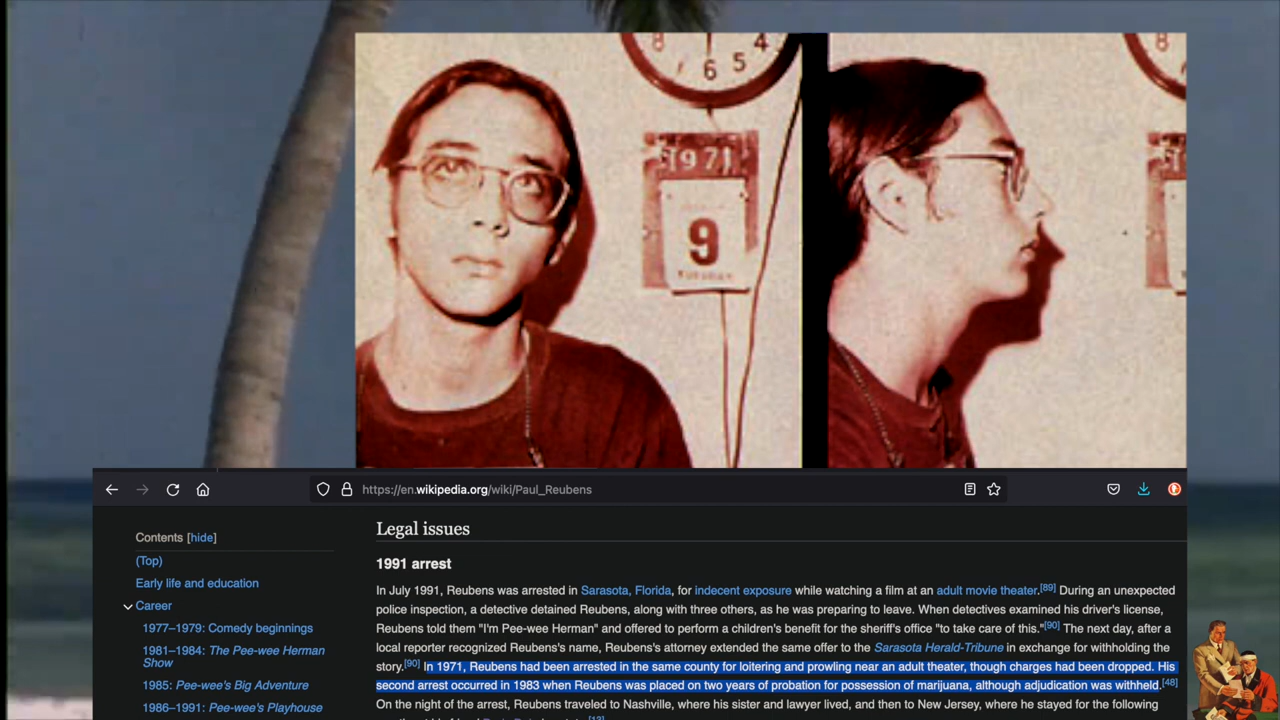 8 6 5 4
8
1971
9
TUESDAY
https://en.wikipedia.org/wiki/Paul_Reubens
Contents [hide]
(Top)
Early life and education
Career
1977–1979: Comedy beginnings
1981–1984: The Pee-wee Herman
Show
1985: Pee-wee's Big Adventure
1986–1991: Pee-wee's Playhouse
Legal issues
1991 arrest
In July 1991, Reubens was arrested in Sarasota, Florida, for indecent exposure while watching a film at an adult movie theater.[89] During an unexpected
police inspection, a detective detained Reubens, along with three others, as he was preparing to leave. When detectives examined his driver's license,
Reubens told them "I'm Pee-wee Herman" and offered to perform a children's benefit for the sheriff's office "to take care of this."[90] The next day, after a
local reporter recognized Reubens's name, Reubens's attorney extended the same offer to the Sarasota Herald-Tribune in exchange for withholding the
story.[90] In 1971, Reubens had been arrested in the same county for loitering and prowling near an adult theater, though charges had been dropped. His
second arrest occurred in 1983 when Reubens was placed on two years of probation for possession of marijuana, although adjudication was withheld.[48]
On the night of the arrest, Reubens traveled to Nashville, where his sister and lawyer lived, and then to New Jersey, where he stayed for the following